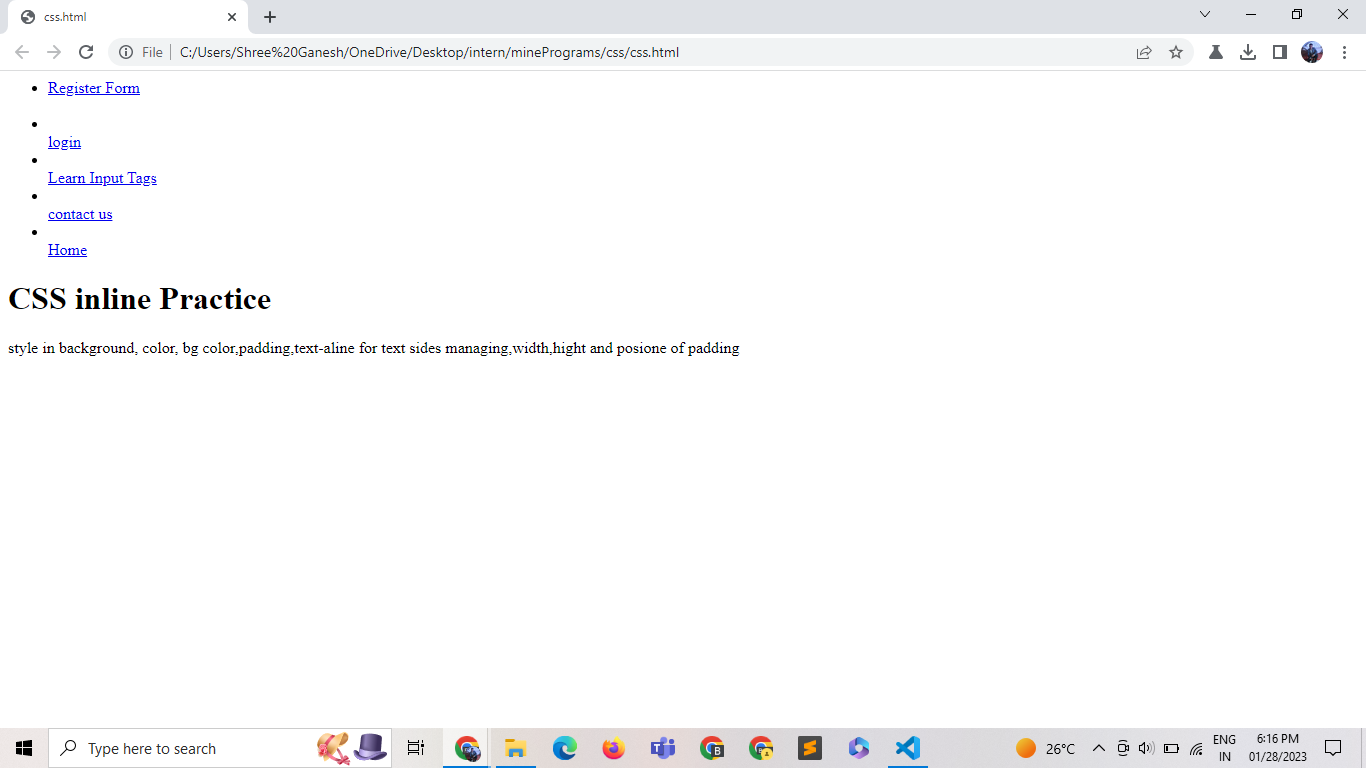 css.html
File
C:/Users/Shree%20Ganesh/OneDrive/Desktop/intern/minePrograms/css/css.html
Register Form
login
Learn Input Tags
contact us
Home
CSS inline Practice
style in background, color, bg color,padding,text-aline for text sides managing,width,hight and posione of padding
Type here to search
B
26°C
ENG
IN
6:16 PM
01/28/2023